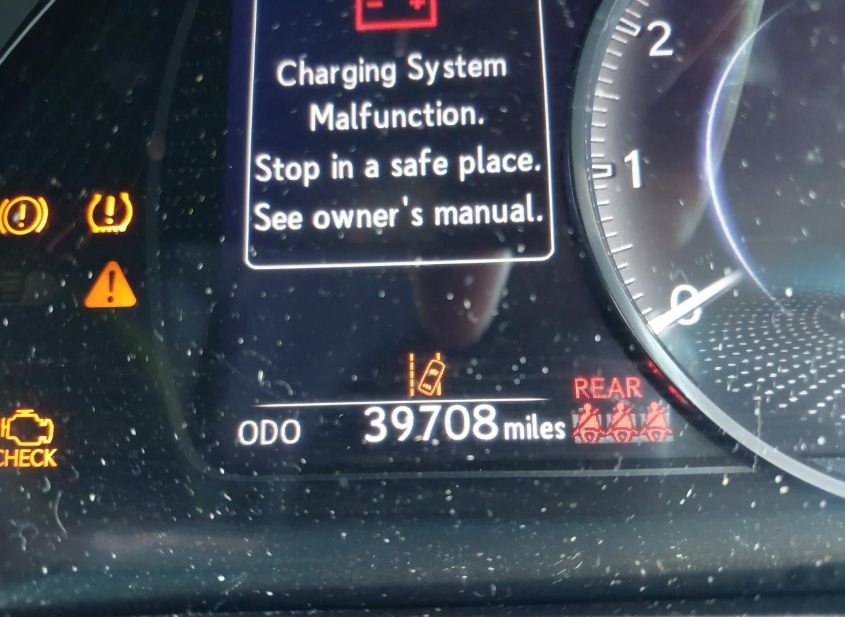 Charging System
Malfunction.
Stop in a safe place.
See owner's manual.
2
1
0
REAR
ODO 39708 miles
CHECK